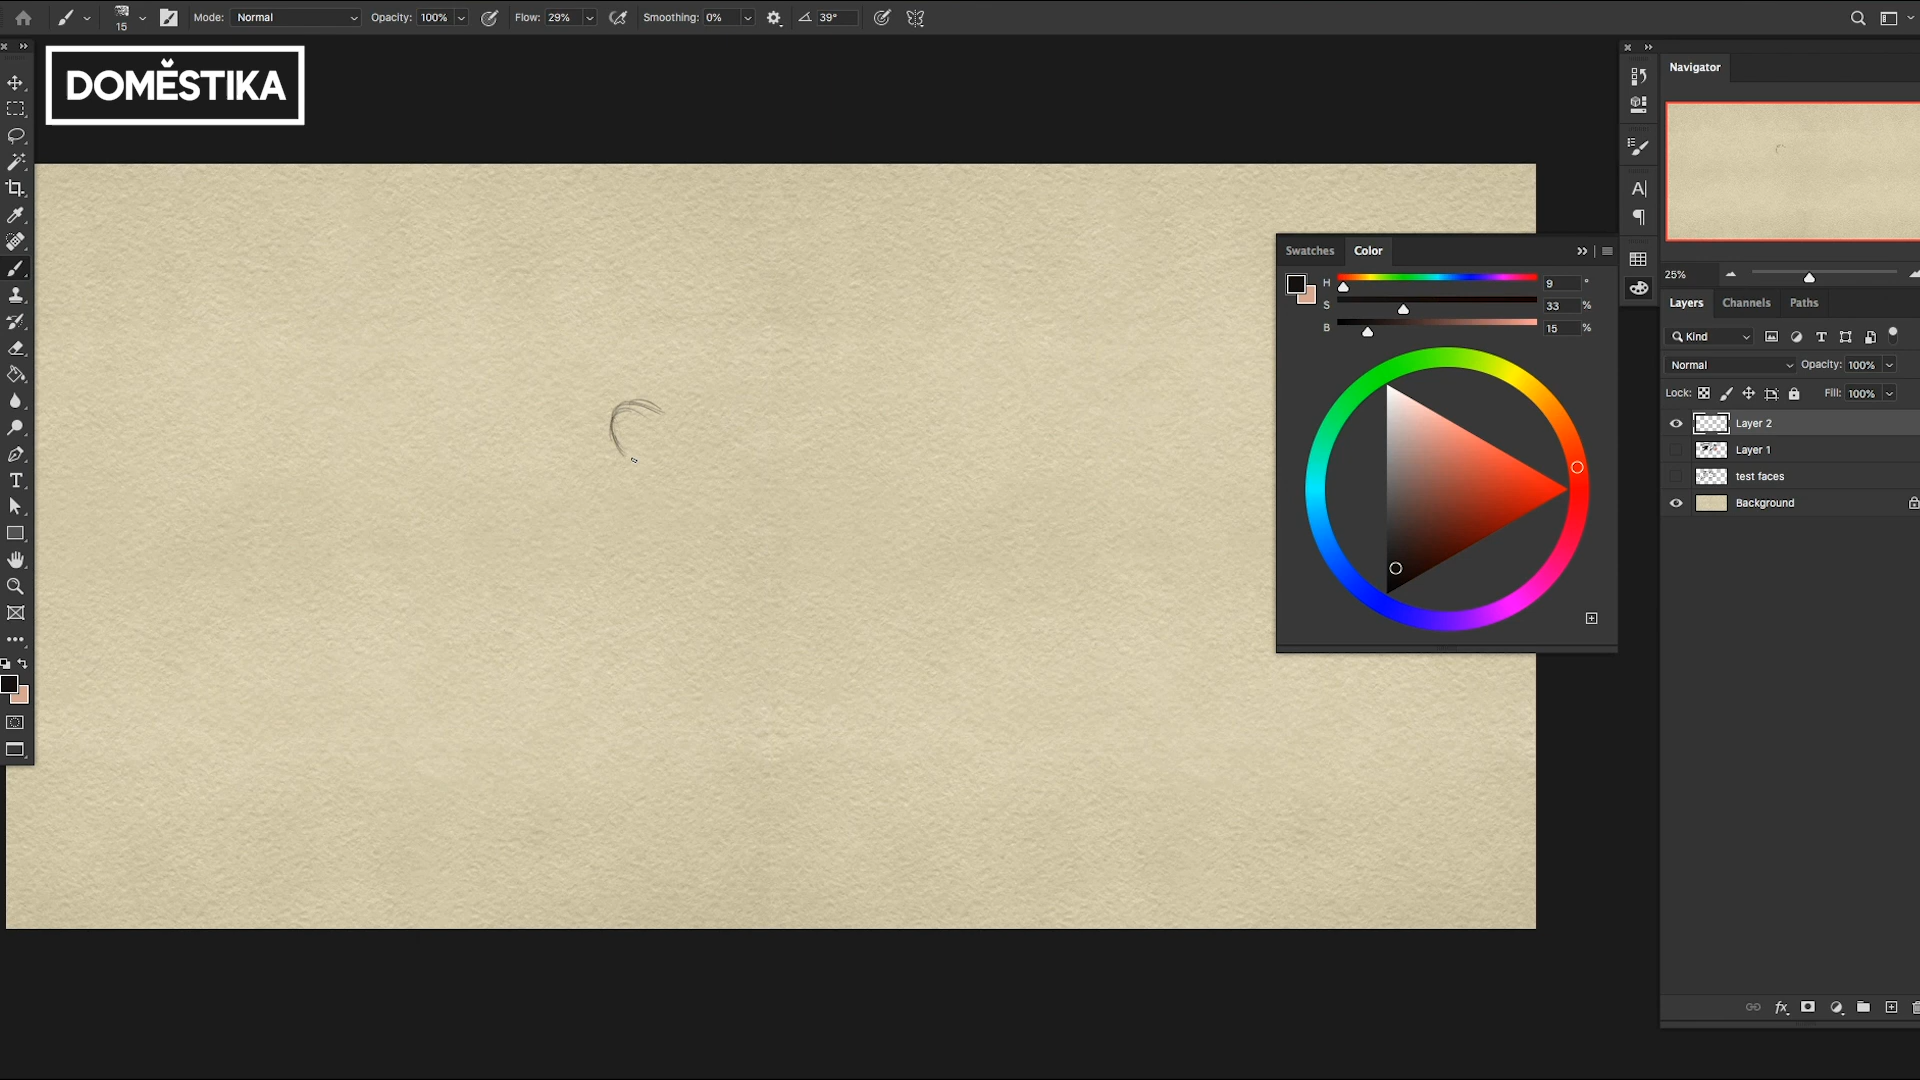 Mode: Normal Opacity: 100% Flow: 29% Smoothing: 0% 39°
15
DOMESTIKA
Navigator
25%
Swatches Color
H 9 °
S 33 %
B 15 %
Layers Channels Paths
Kind
Normal Opacity: 100%
Lock: Fill: 100%
Layer 2
Layer 1
test faces
Background